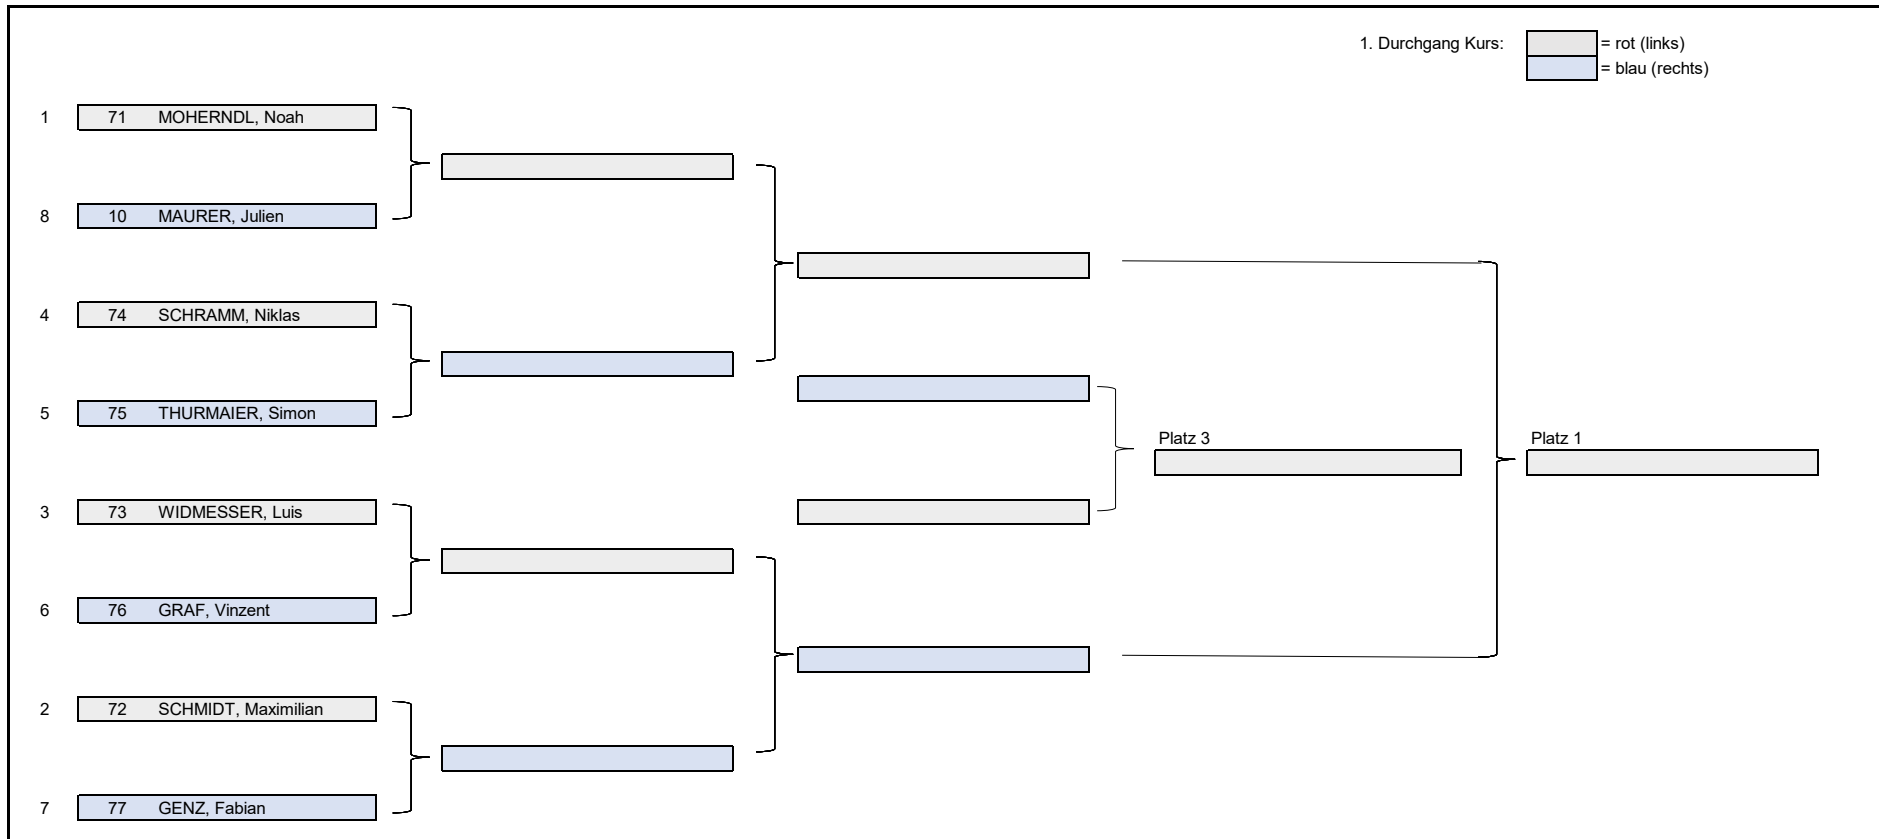 1. Durchgang Kurs: = rot (links)
= blau (rechts)
1 71 MOHERNDL, Noah
8 10 MAURER, Julien
4 74 SCHRAMM, Niklas
5 75 THURMAIER, Simon
Platz 3 Platz 1
3 73 WIDMESSER, Luis
6 76 GRAF, Vinzent
2 72 SCHMIDT, Maximilian
7 77 GENZ, Fabian